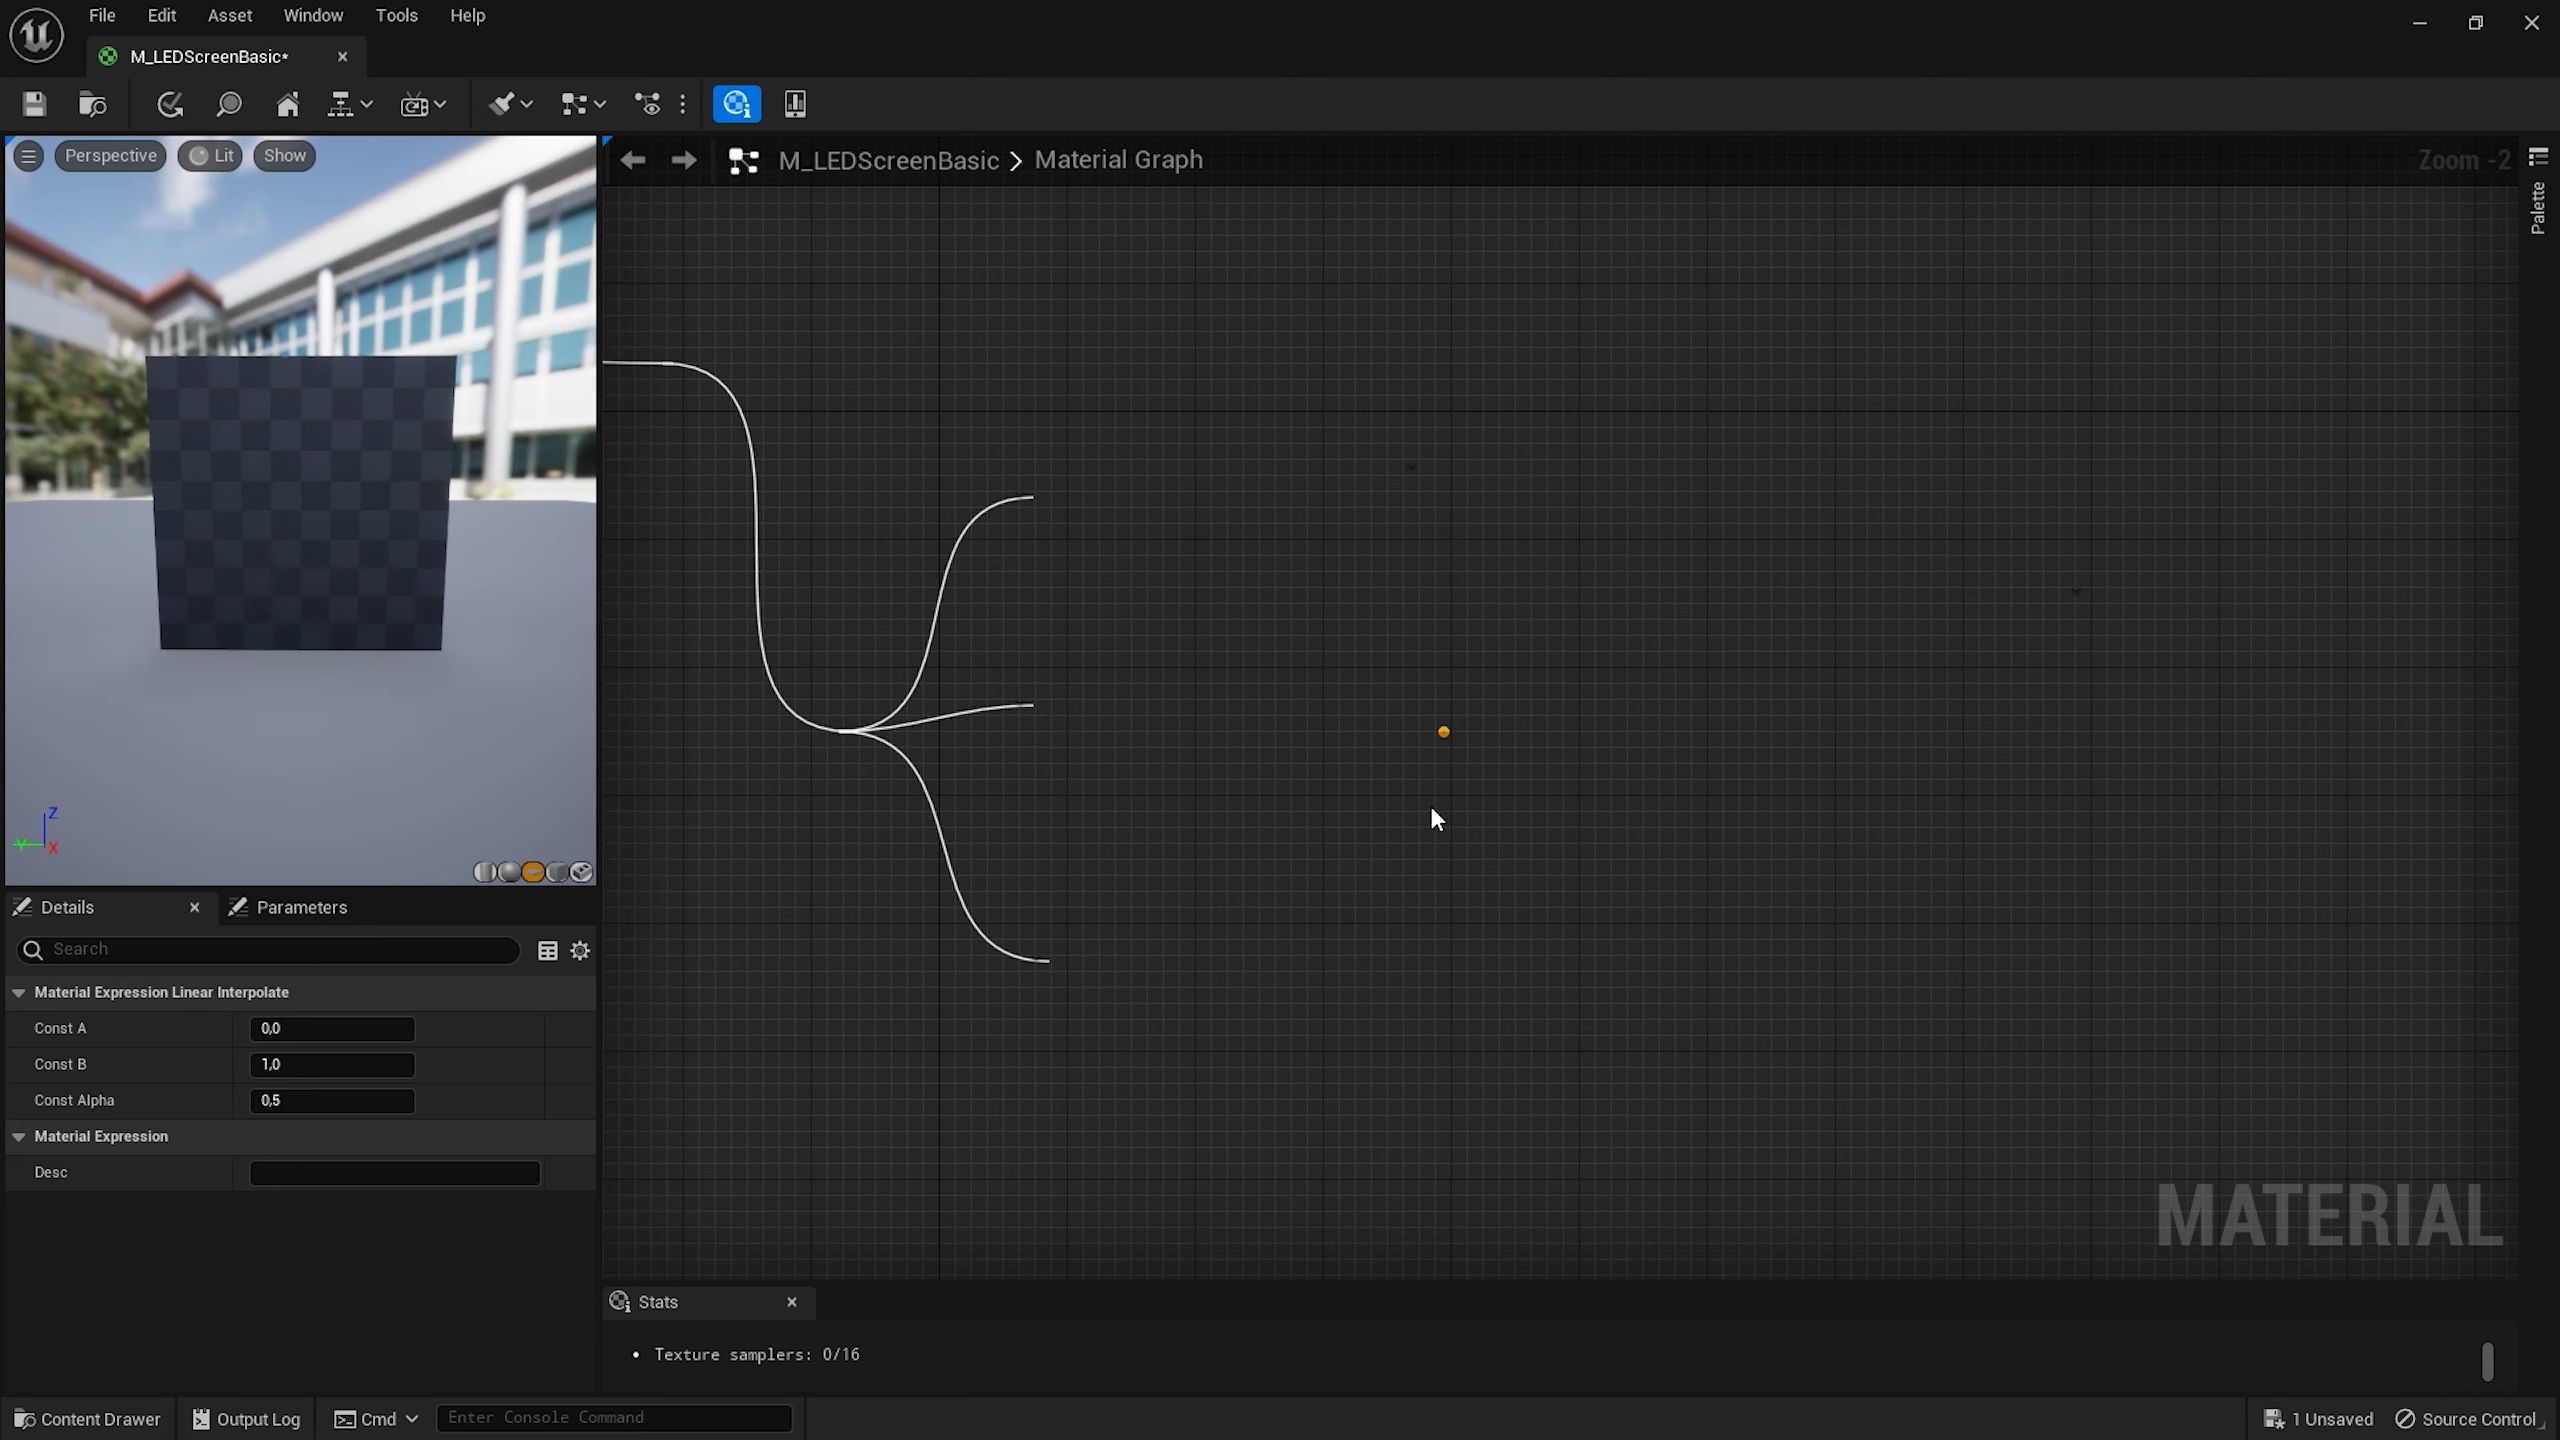 File Edit Asset Window Tools Help
M_LEDScreenBasic*
Perspective Lit Show
M_LEDScreenBasic > Material Graph
Zoom -2
Palette
Z
Y
X
Details Parameters
Search
Material Expression Linear Interpolate
Const A 0,0
Const B 1,0
Const Alpha 0,5
Material Expression
Desc
MATERIAL
Stats
• Texture samplers: 0/16
Content Drawer Output Log Cmd Enter Console Command 1 Unsaved Source Control